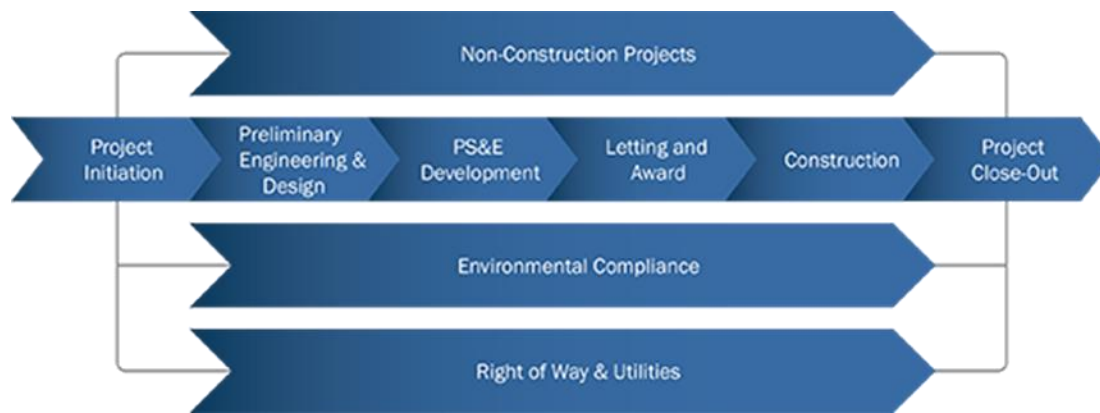 Non-Construction Projects
Project
Initiation
Preliminary
Engineering &
Design
PS&E
Development
Letting and
Award
Construction
Project
Close-Out
Environmental Compliance
Right of Way & Utilities